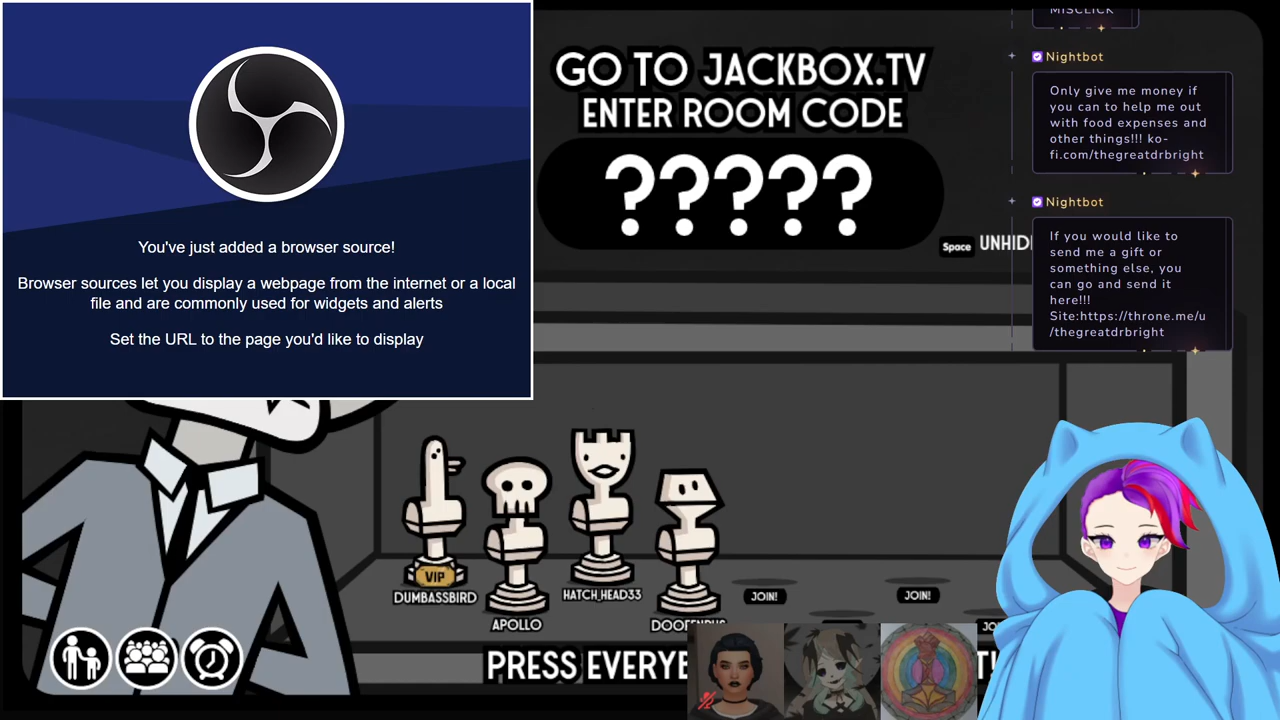 You've just added a browser source!
Browser sources let you display a webpage from the internet or a local
file and are commonly used for widgets and alerts
Set the URL to the page you'd like to display
GO TO JACKBOX.TV
ENTER ROOM CODE
?????
Space UNHID
MISCLICK
Nightbot
Only give me money if
you can to help me out
with food expenses and
other things!!! ko-
fi.com/thegreatdrbright
Nightbot
If you would like to
send me a gift or
something else, you
can go and send it
here!!!
Site:https://throne.me/u
/thegreatdrbright
VIP
DUMBASSBIRD
APOLLO
HATCH_HEAD33
JOIN!
JOIN!
PRESS